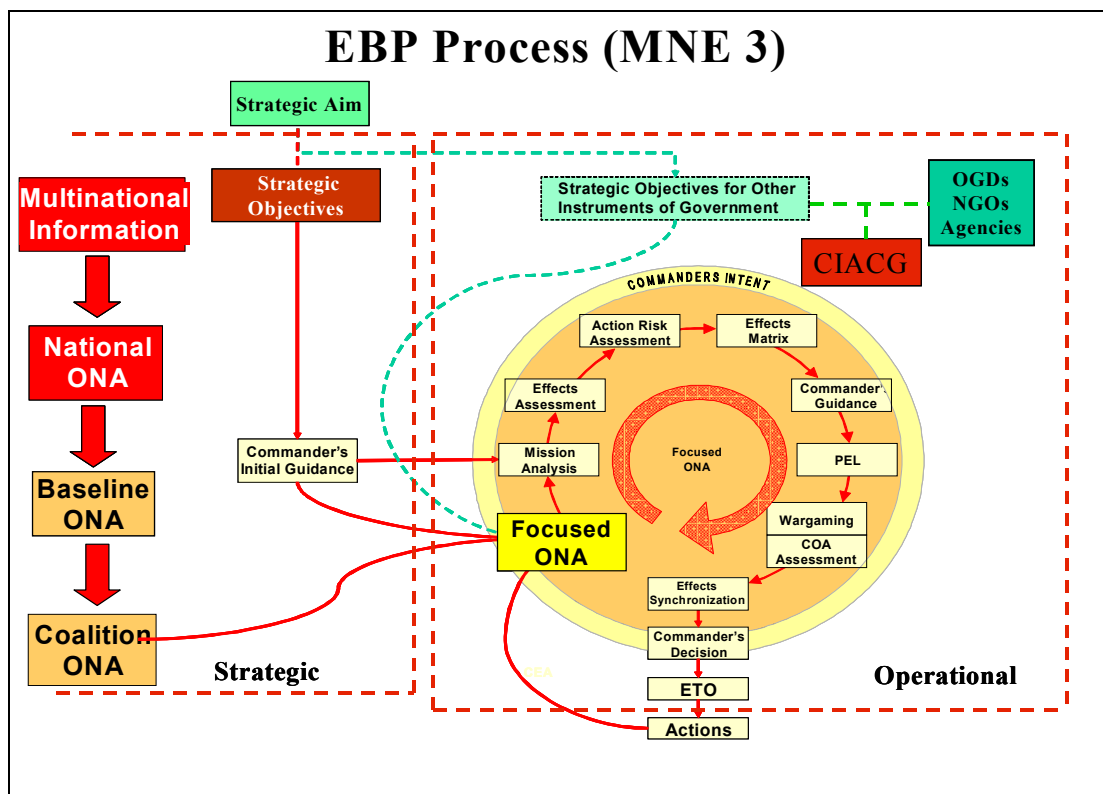 EBP Process (MNE 3)
Strategic Aim
Strategic
Objectives
Multinational
Information
National
ONA
Baseline
ONA
Coalition
ONA
Commander's
Initial Guidance
Strategic
Strategic Objectives for Other
Instruments of Government
OGDs
NGOs
Agencies
CIACG
COMMANDERS INTENT
Action Risk
Assessment
Effects
Matrix
Effects
Assessment
Commander'
Guidance
Mission
Analysis
Focused
ONA
PEL
Focused
ONA
Wargaming
COA
Assessment
Effects
Synchronization
Commander's
Decision
ETO
Actions
Operational